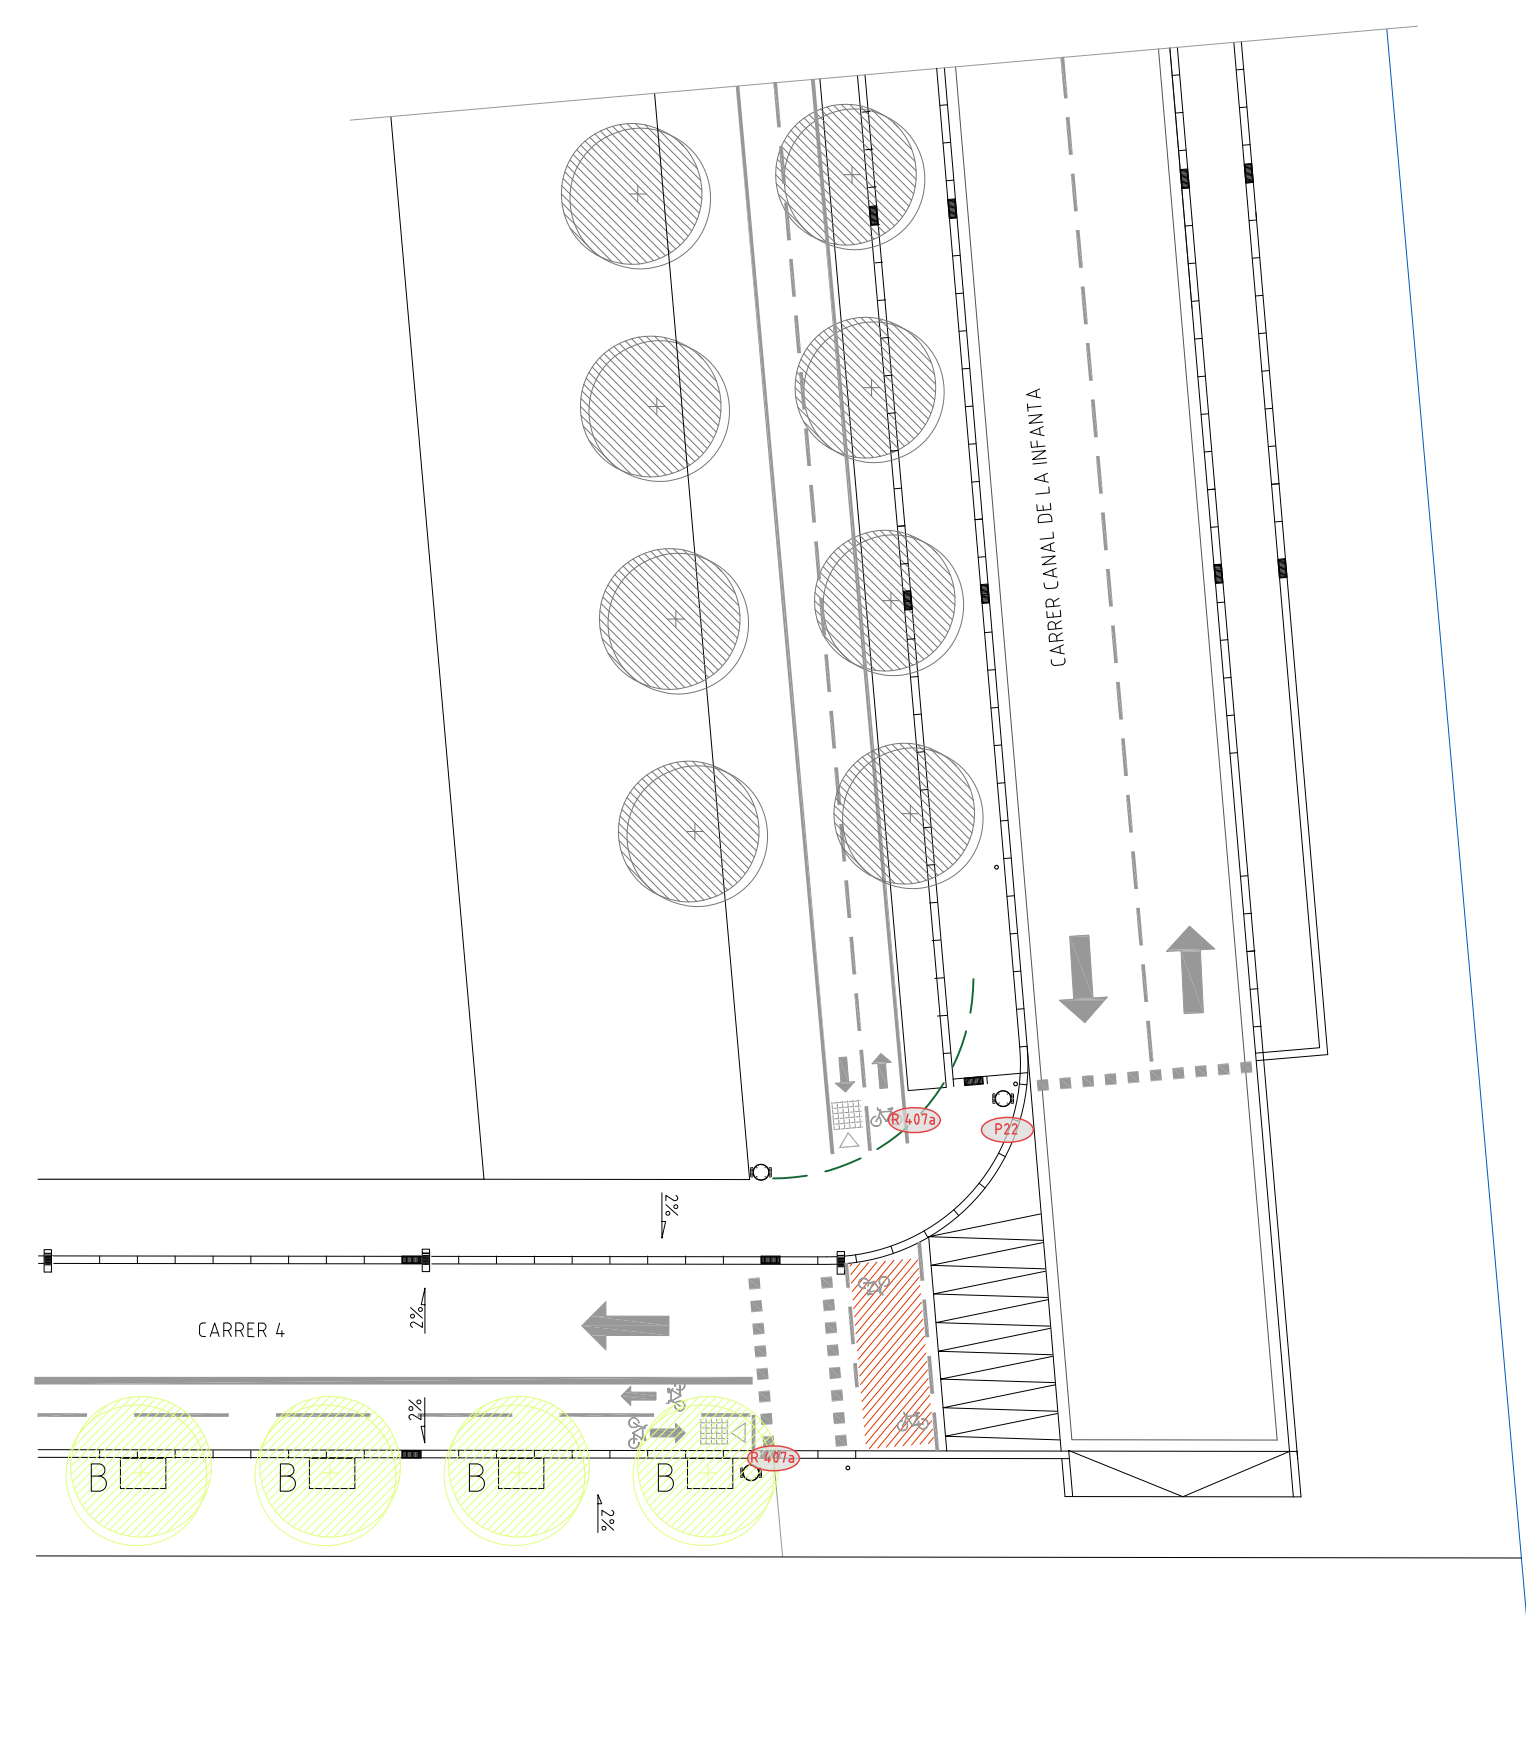 CARRER CANAL DE LA INFANTA
R 407a
P22
2%
2%
CARRER 4
2%
R 407a
B
B
B
B
2%